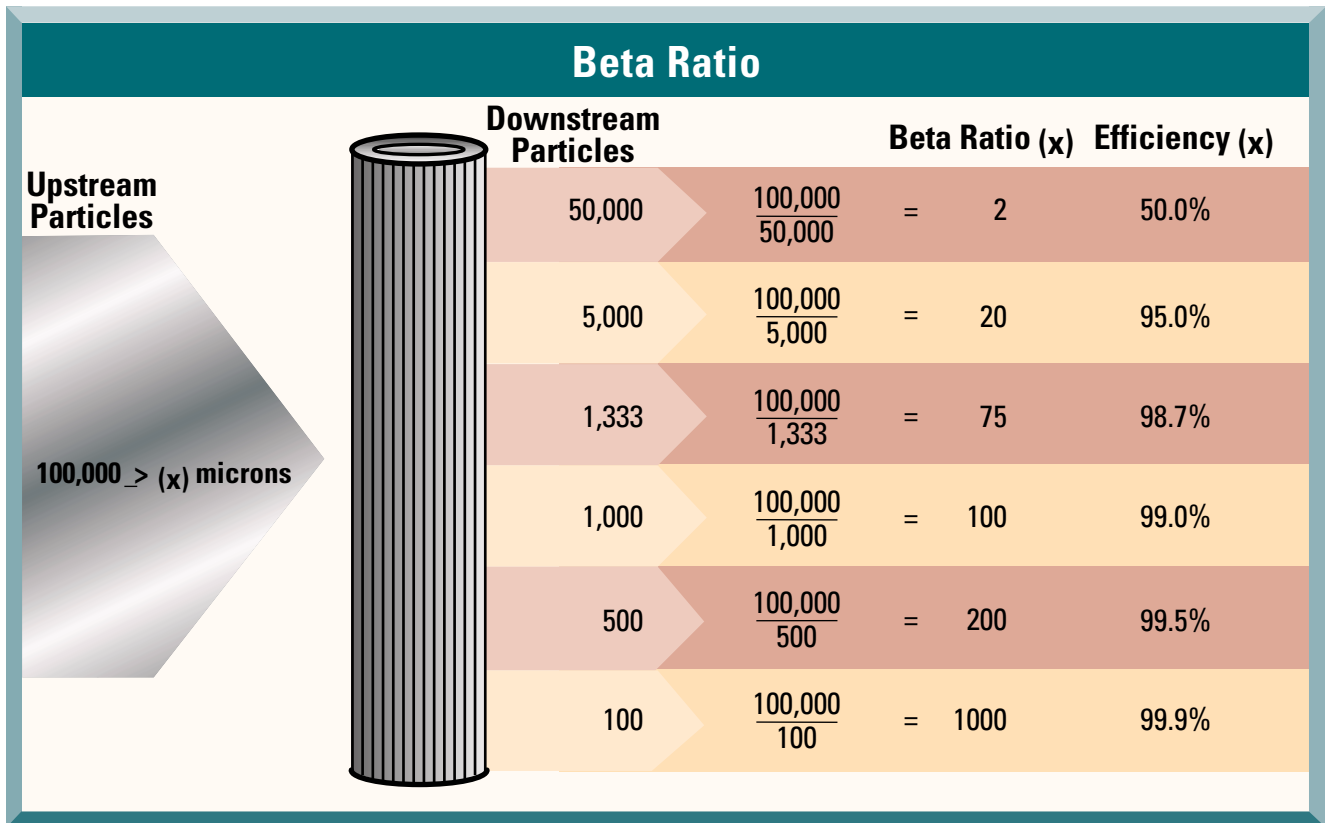 Beta Ratio
Upstream
Particles
100,000 _> (x) microns
Downstream
Particles
Beta Ratio (x) Efficiency (x)
50,000 100,000/50,000 = 2 50.0%
5,000 100,000/5,000 = 20 95.0%
1,333 100,000/1,333 = 75 98.7%
1,000 100,000/1,000 = 100 99.0%
500 100,000/500 = 200 99.5%
100 100,000/100 = 1000 99.9%